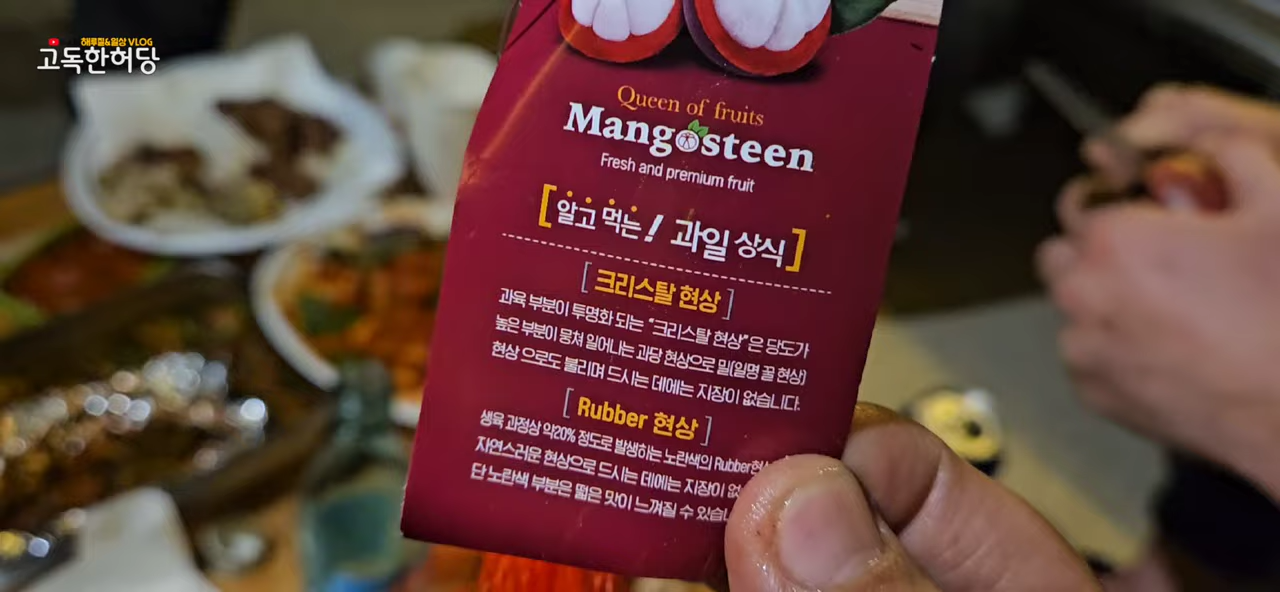 해루질&일상 VLOG
고독한허당
Queen of fruits
Mangosteen
Fresh and premium fruit
[알고 먹는! 과일 상식]
[크리스탈 현상]
과육 부분이 투명화 되는 "크리스탈 현상"은 당도가
높은 부분이 뭉쳐 일어나는 과당 현상으로 밀(일명 꿀 현상)
현상 으로도 불리며 드시는 데에는 지장이 없습니다.
[Rubber 현상]
생육 과정상 약20% 정도로 발생하는 노란색의 Rubber
자연스러운 현상으로 드시는 데에는 지장이
단 노란색 부분은 떫은 맛이 느껴질 수